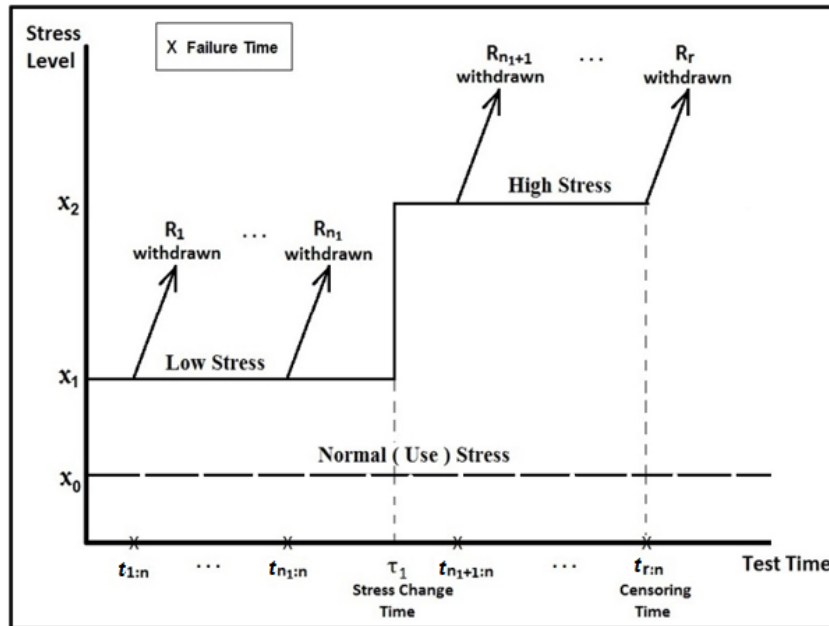 Stress
Level
X Failure Time
Rn₁+1
withdrawn
...
Rr
withdrawn
x₂
High Stress
R₁
withdrawn
...
Rn₁
withdrawn
Low Stress
x₁
Normal ( Use ) Stress
x₀
t₁:n
...
tn₁:n
τ₁
tn₁+1:n
...
tr:n
Test Time
Stress Change
Time
Censoring
Time